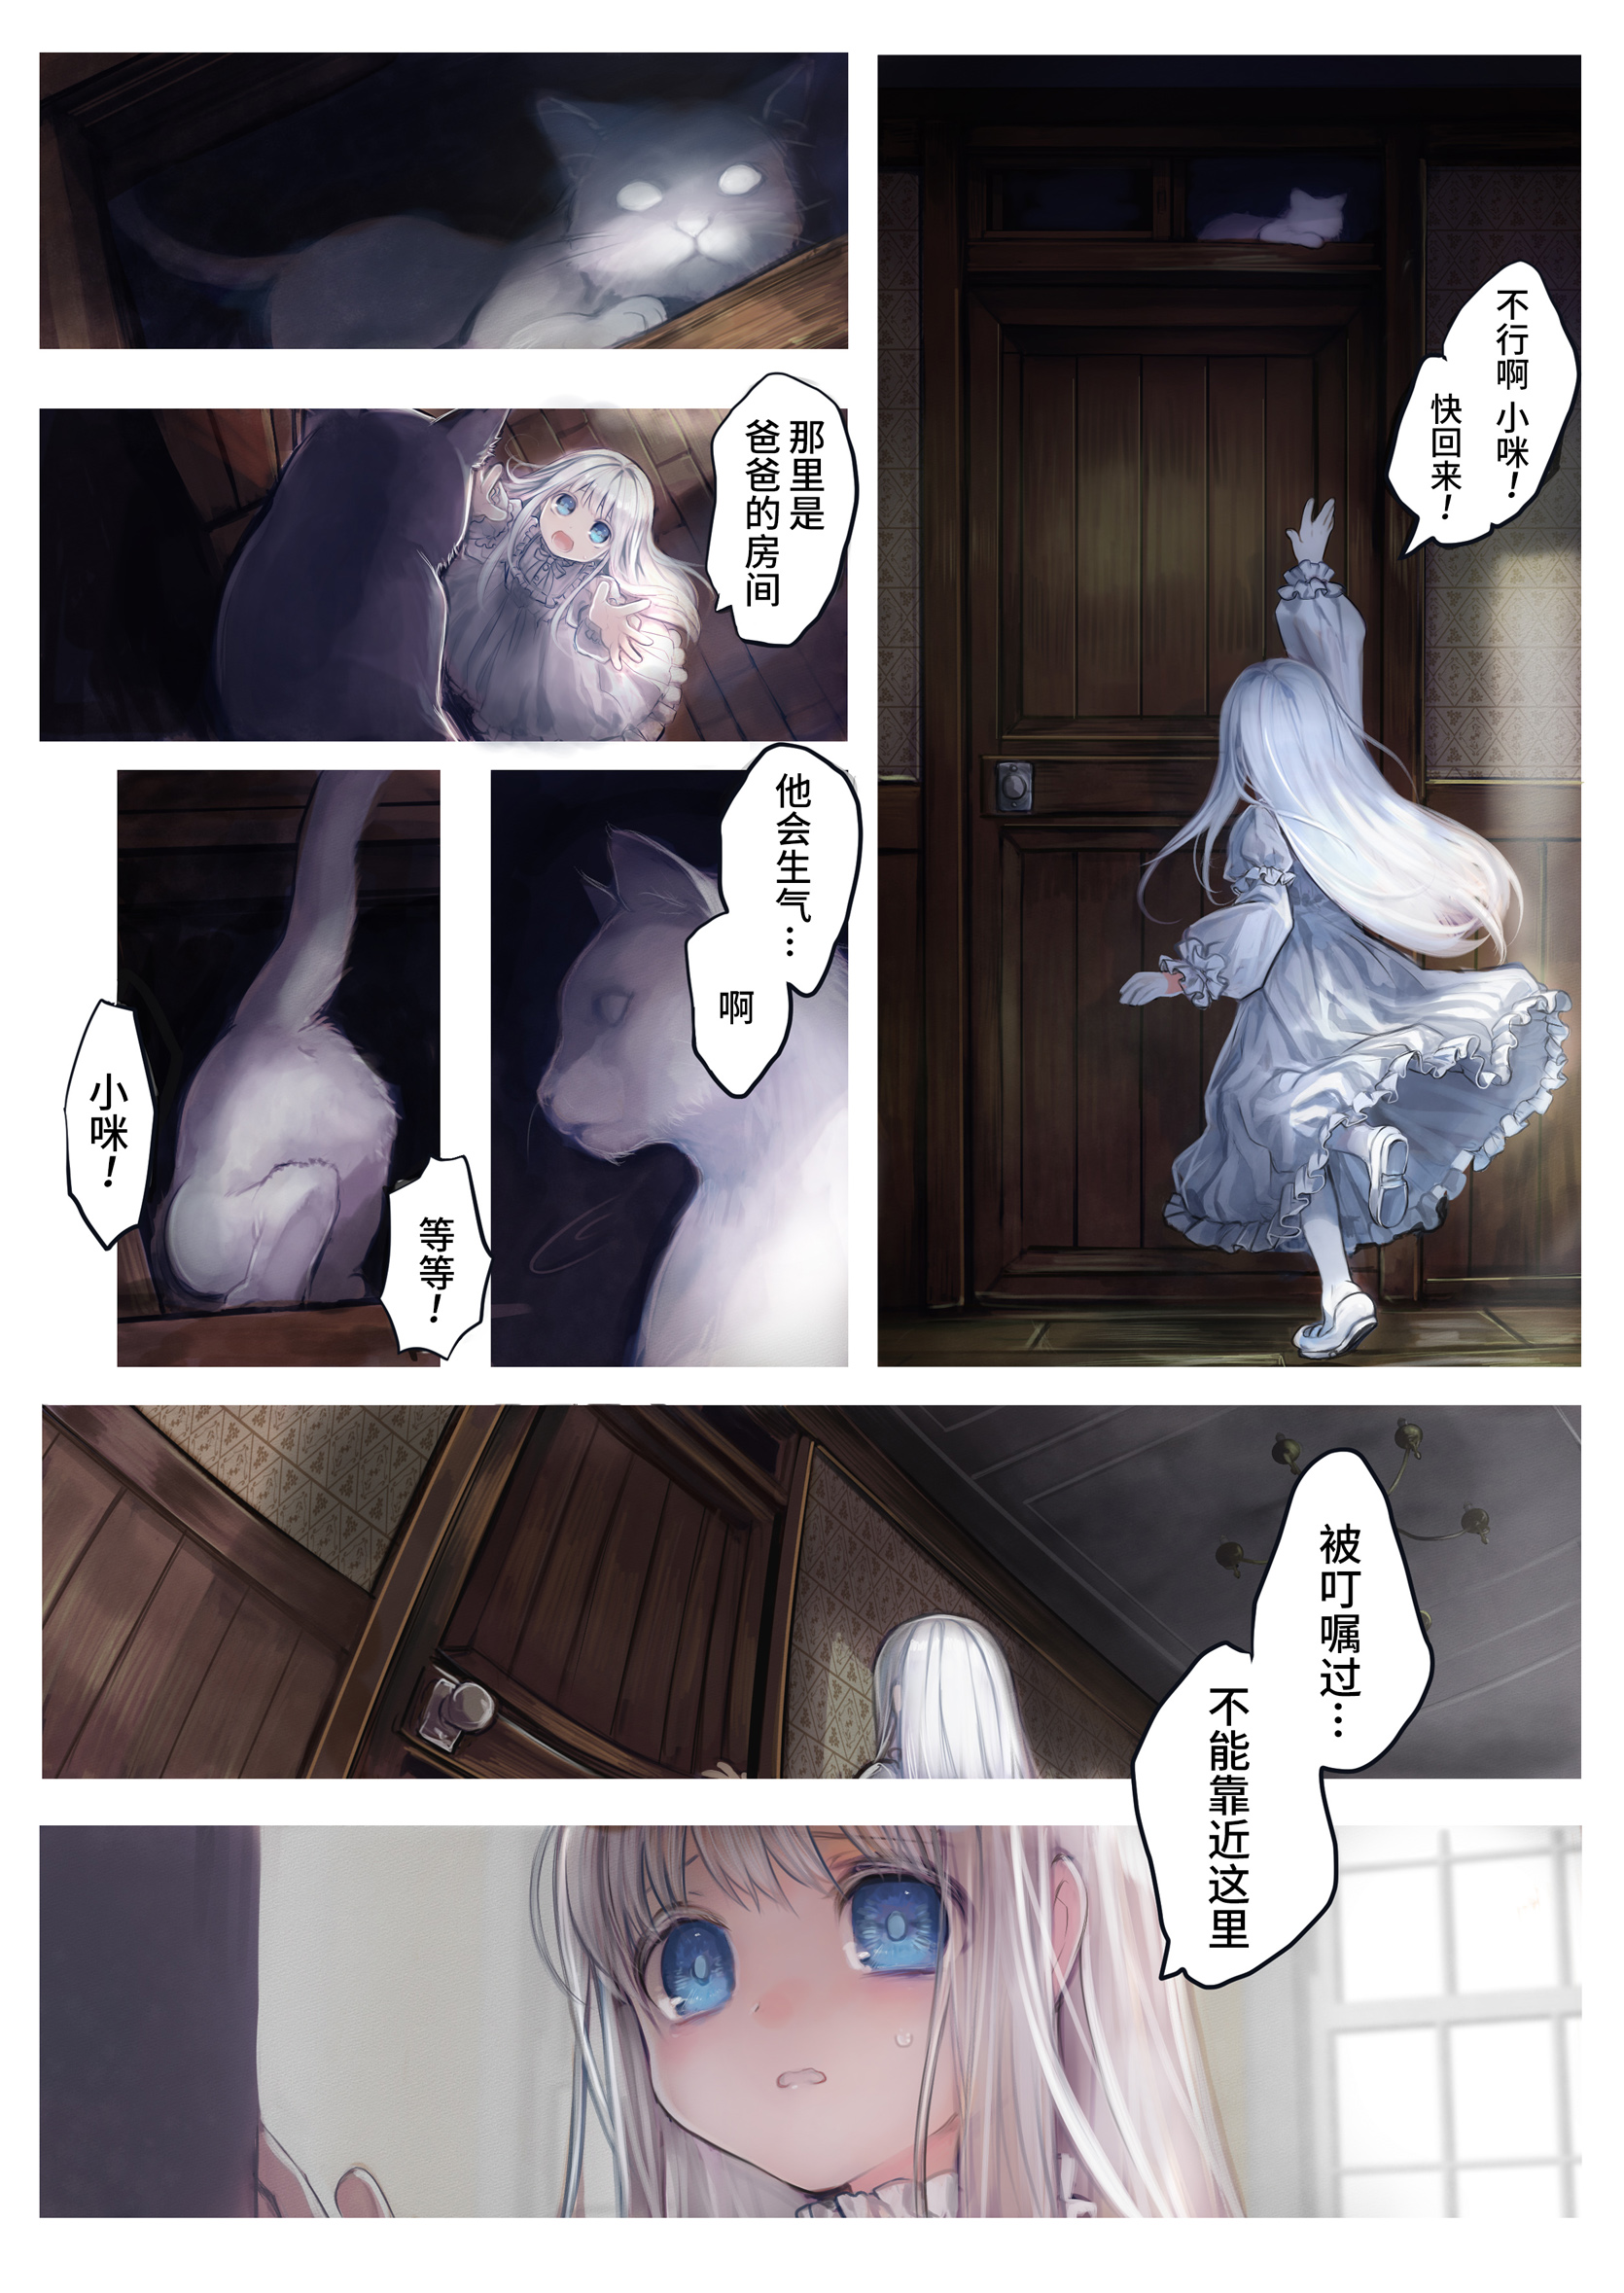 不行啊 小咪！
快回来！
那里是
爸爸的房间
他会生气…
啊
等等！
小咪！
被叮嘱过…
不能靠近这里